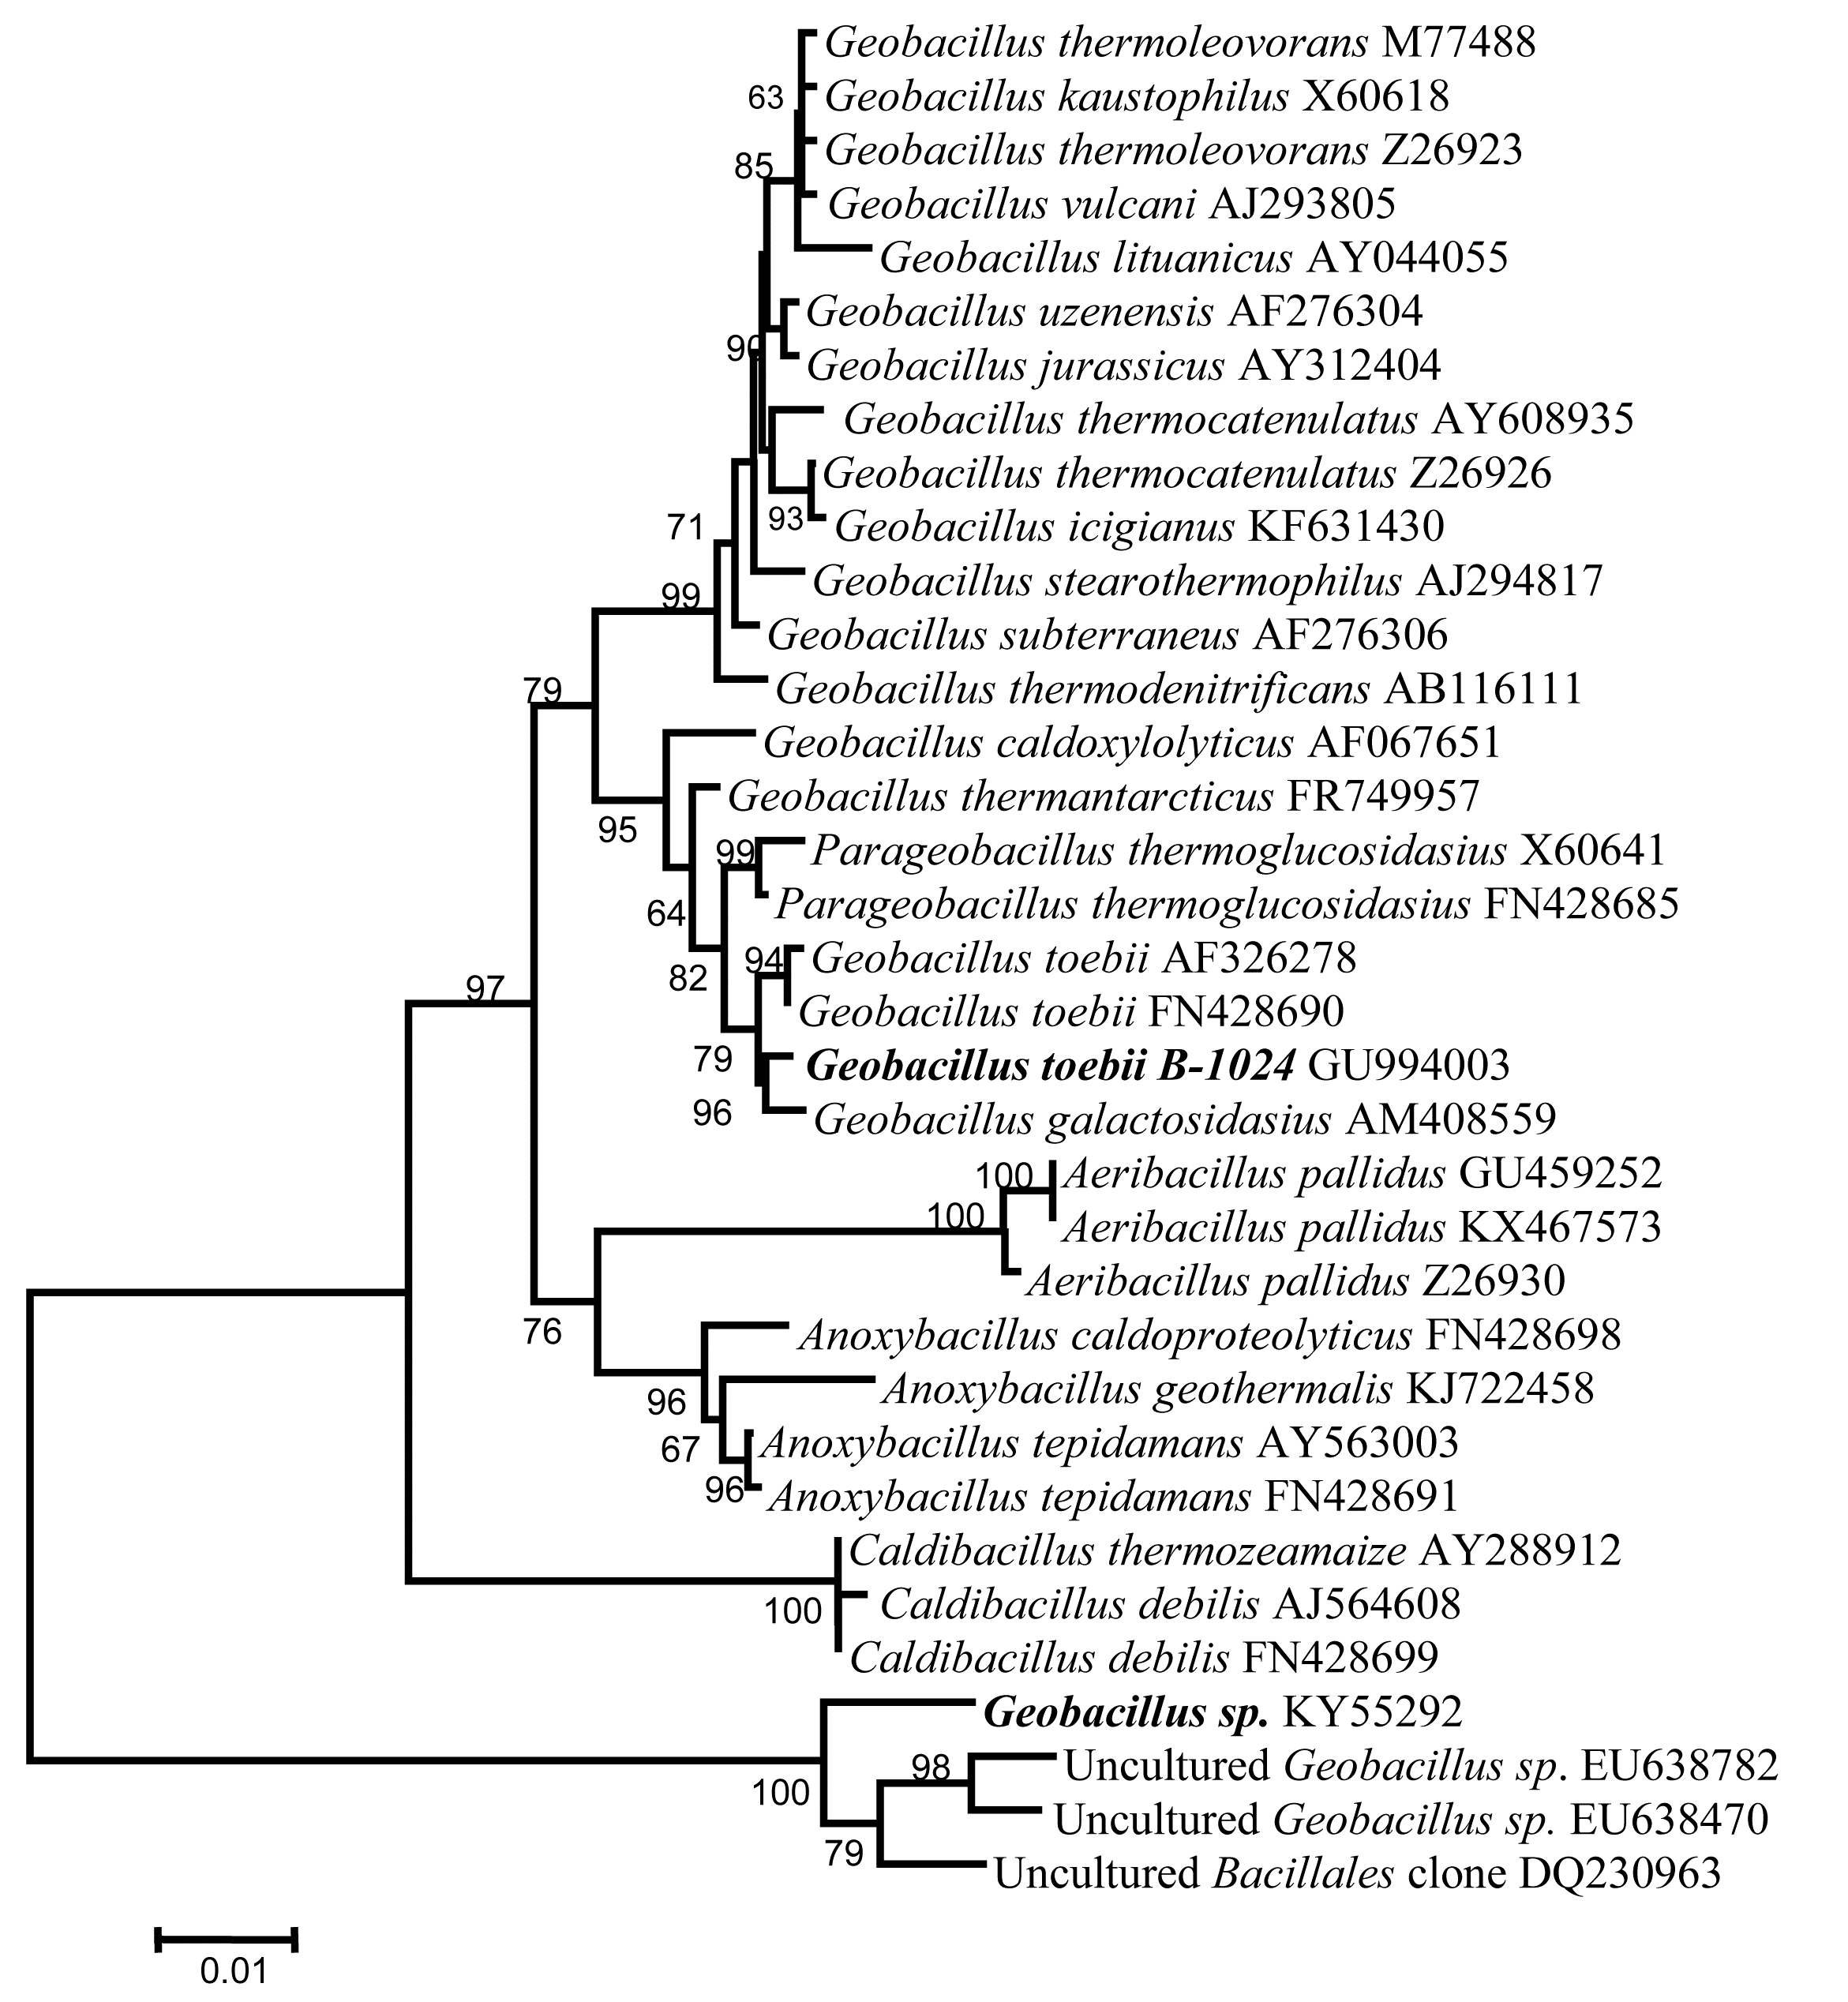 Geobacillus thermoleovorans M77488
63
Geobacillus kaustophilus X60618
Geobacillus thermoleovorans Z26923
85
Geobacillus vulcani AJ293805
Geobacillus lituanicus AY044055
Geobacillus uzenensis AF276304
90
Geobacillus jurassicus AY312404
Geobacillus thermocatenulatus AY608935
Geobacillus thermocatenulatus Z26926
93
Geobacillus icigianus KF631430
71
Geobacillus stearothermophilus AJ294817
99
Geobacillus subterraneus AF276306
79
Geobacillus thermodenitrificans AB116111
Geobacillus caldoxylolyticus AF067651
Geobacillus thermantarcticus FR749957
95
99
Parageobacillus thermoglucosidasius X60641
Parageobacillus thermoglucosidasius FN428685
64
94
Geobacillus toebii AF326278
82
97
Geobacillus toebii FN428690
79
Geobacillus toebii B-1024 GU994003
96
Geobacillus galactosidasius AM408559
100
Aeribacillus pallidus GU459252
100
Aeribacillus pallidus KX467573
Aeribacillus pallidus Z26930
76
Anoxybacillus caldoproteolyticus FN428698
96
Anoxybacillus geothermalis KJ722458
67
Anoxybacillus tepidamans AY563003
96
Anoxybacillus tepidamans FN428691
Caldibacillus thermozeamaize AY288912
100
Caldibacillus debilis AJ564608
Caldibacillus debilis FN428699
Geobacillus sp. KY55292
98
Uncultured Geobacillus sp. EU638782
100
Uncultured Geobacillus sp. EU638470
79
Uncultured Bacillales clone DQ230963
0.01